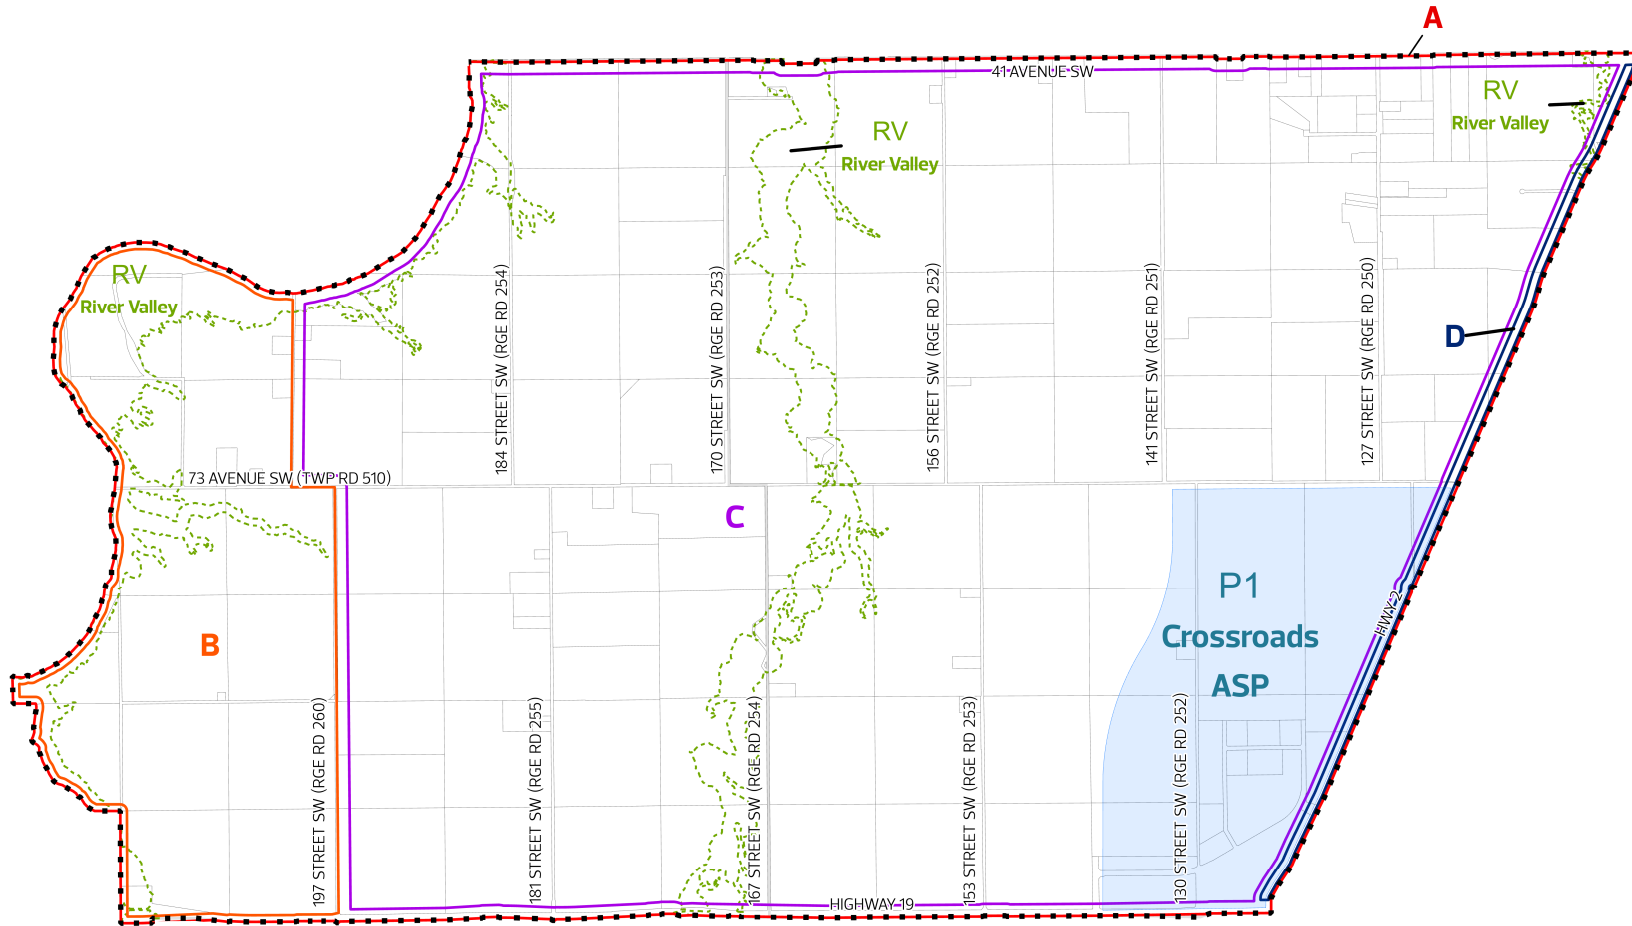 A
41 AVENUE SW
RV
River Valley
RV
River Valley
RV
River Valley
D
184 STREET SW (RGE RD 254)
170 STREET SW (RGE RD 253)
156 STREET SW (RGE RD 252)
141 STREET SW (RGE RD 251)
127 STREET SW (RGE RD 250)
73 AVENUE SW (TWP RD 510)
C
P1
Crossroads
ASP
HWY 2
B
197 STREET SW (RGE RD 260)
181 STREET SW (RGE RD 255)
167 STREET SW (RGE RD 254)
153 STREET SW (RGE RD 253)
130 STREET SW (RGE RD 252)
HIGHWAY 19